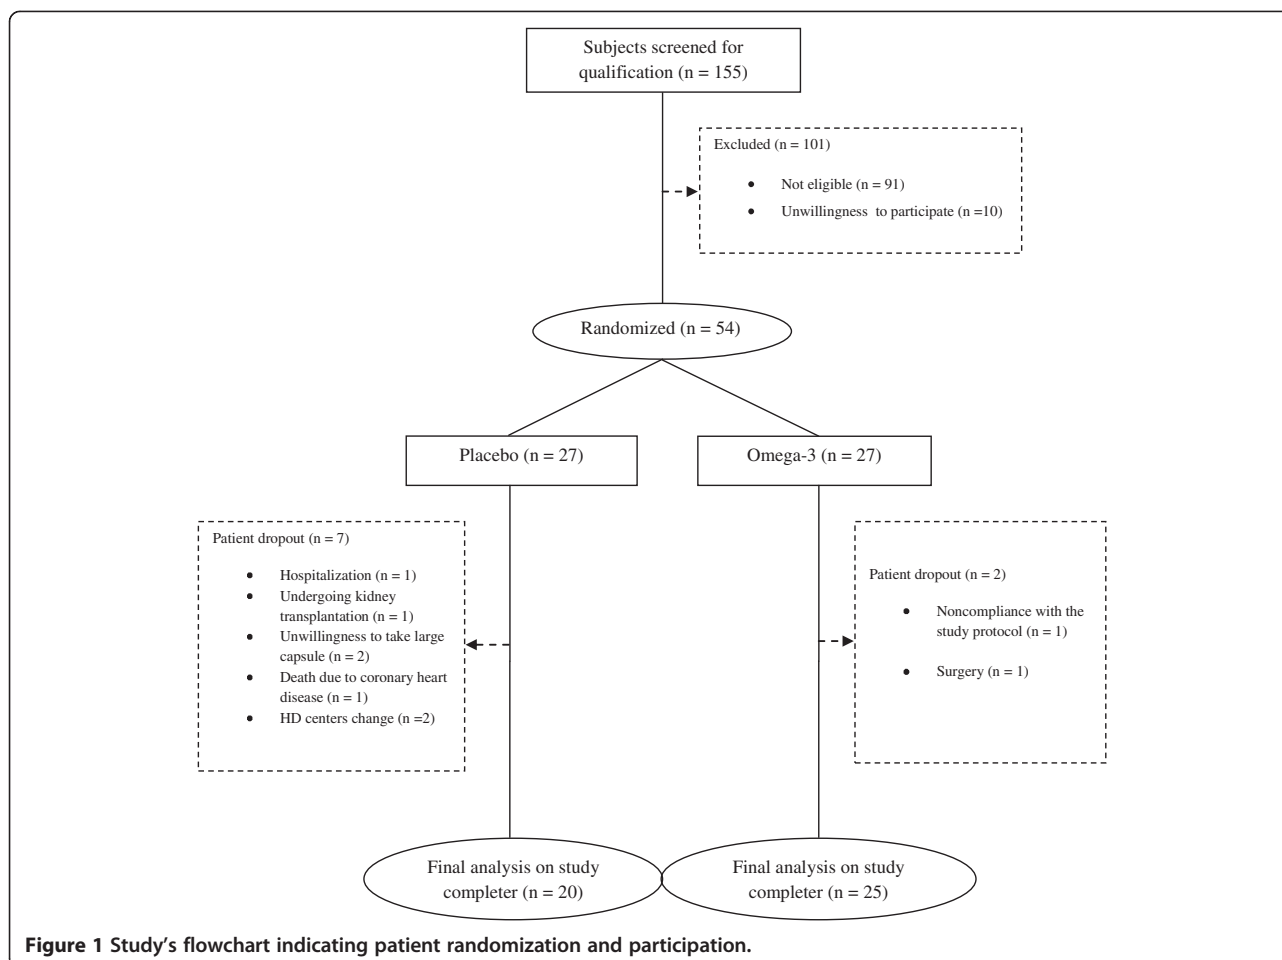 Subjects screened for
qualification (n = 155)
Excluded (n = 101)
• Not eligible (n = 91)
• Unwillingness to participate (n =10)
Randomized (n = 54)
Placebo (n = 27)
Omega-3 (n = 27)
Patient dropout (n = 7)
• Hospitalization (n = 1)
• Undergoing kidney
transplantation (n = 1)
• Unwillingness to take large
capsule (n = 2)
• Death due to coronary heart
disease (n = 1)
• HD centers change (n =2)
Patient dropout (n = 2)
• Noncompliance with the
study protocol (n = 1)
• Surgery (n = 1)
Final analysis on study
completer (n = 20)
Final analysis on study
completer (n = 25)
Figure 1 Study's flowchart indicating patient randomization and participation.